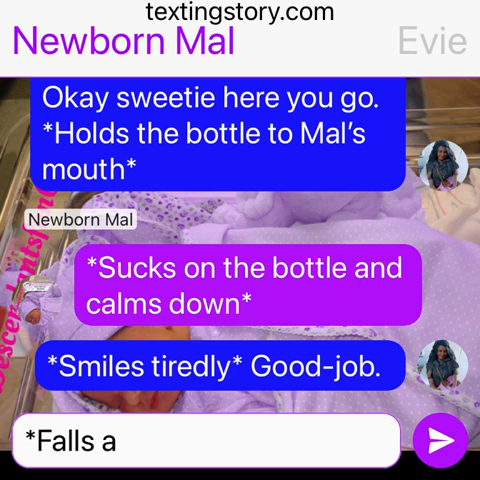 textingstory.com
Newborn Mal
Evie
Okay sweetie here you go.
*Holds the bottle to Mal's
mouth*
Newborn Mal
*Sucks on the bottle and
calms down*
*Smiles tiredly* Good-job.
*Falls a